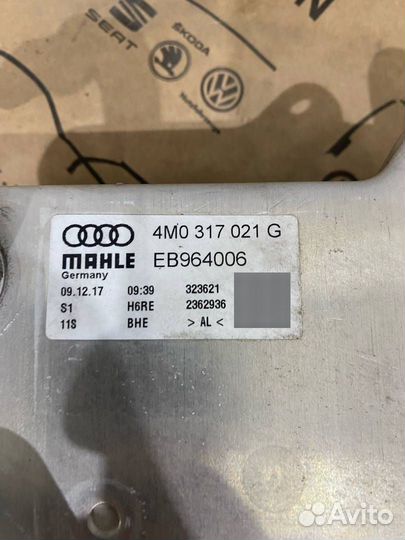 SEAT
ŠKODA
4M0 317 021 G
MAHLE EB964006
Germany
09.12.17 09:39 323621
S1 H6RE 2362936
11S BHE > AL <
Avito